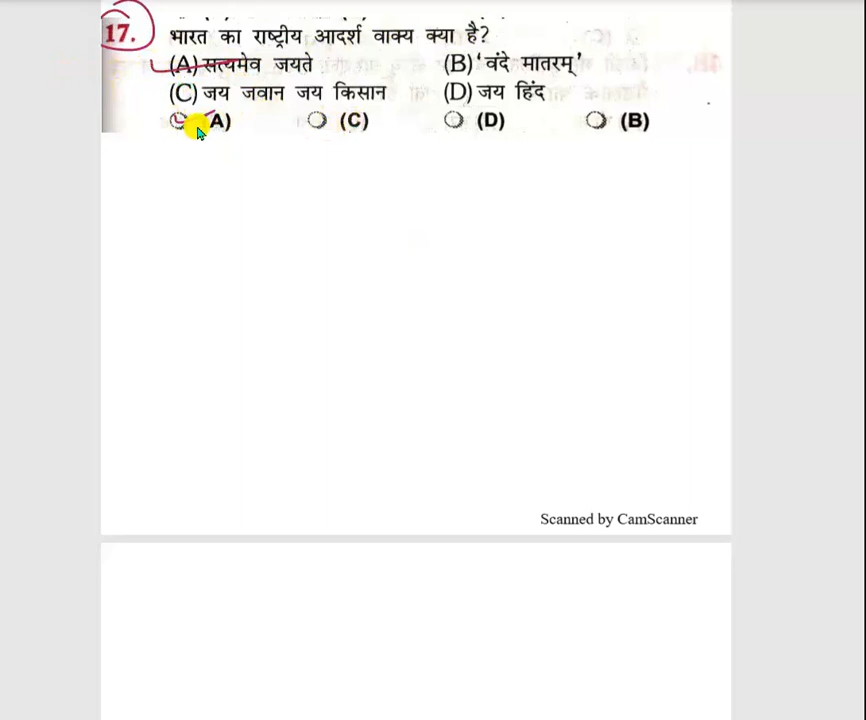 17. भारत का राष्ट्रीय आदर्श वाक्य क्या है?
(A) सत्यमेव जयते (B) 'वंदे मातरम्'
(C) जय जवान जय किसान (D) जय हिंद
A) (C) (D) (B)
Scanned by CamScanner